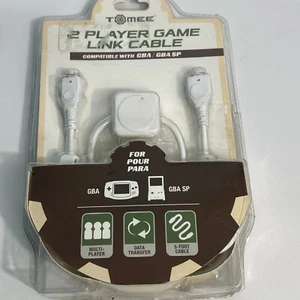 TOMEE
2 PLAYER GAME
LINK CABLE
COMPATIBLE WITH GBA / GBA SP
FOR
POUR
PARA
GBA
GBA SP
MULTI-
PLAYER
DATA
TRANSFER
5-FOOT
CABLE